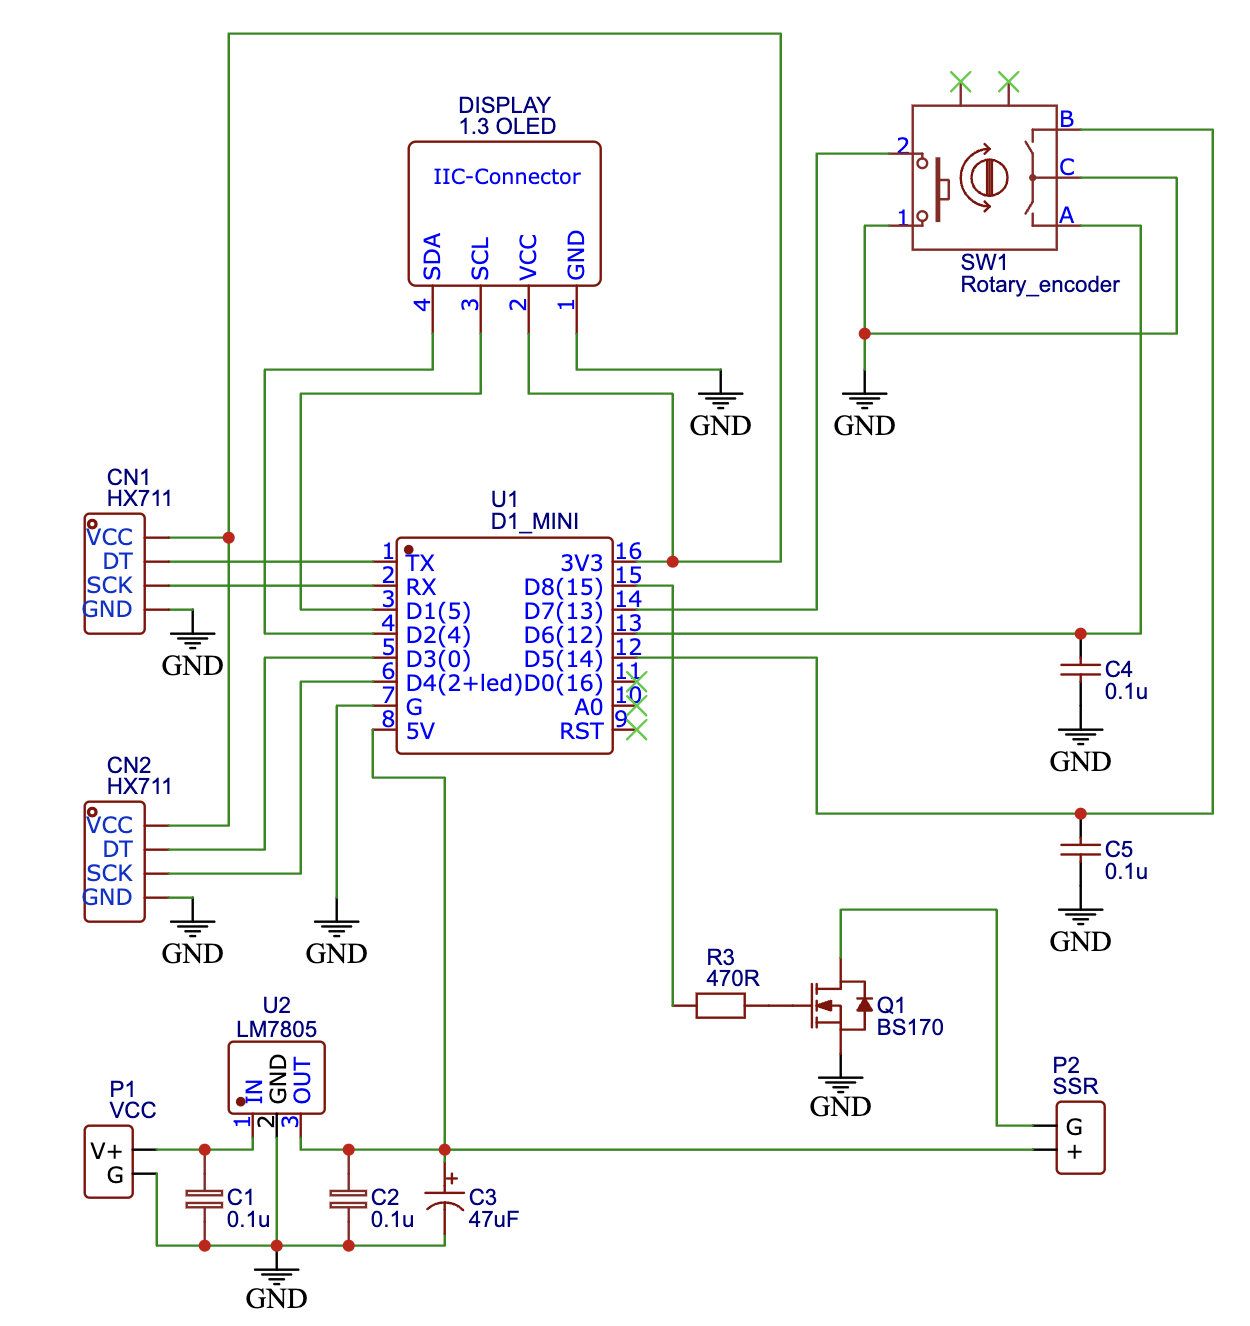 DISPLAY
1.3 OLED
IIC-Connector
SDA
SCL
VCC
GND
4
3
2
1
GND
2
1
B
C
A
SW1
Rotary_encoder
GND
CN1
HX711
VCC
DT
SCK
GND
GND
U1
D1_MINI
1 TX
2 RX
3 D1(5)
4 D2(4)
5 D3(0)
6 D4(2+led)
7 G
8 5V
3V3 16
D8(15) 15
D7(13) 14
D6(12) 13
D5(14) 12
D0(16) 11
A0 10
RST 9
C4
0.1u
GND
CN2
HX711
VCC
DT
SCK
GND
GND
GND
C5
0.1u
GND
R3
470R
Q1
BS170
GND
U2
LM7805
IN
GND
OUT
1
2
3
P1
VCC
V+
G
C1
0.1u
C2
0.1u
+
C3
47uF
GND
P2
SSR
G
+